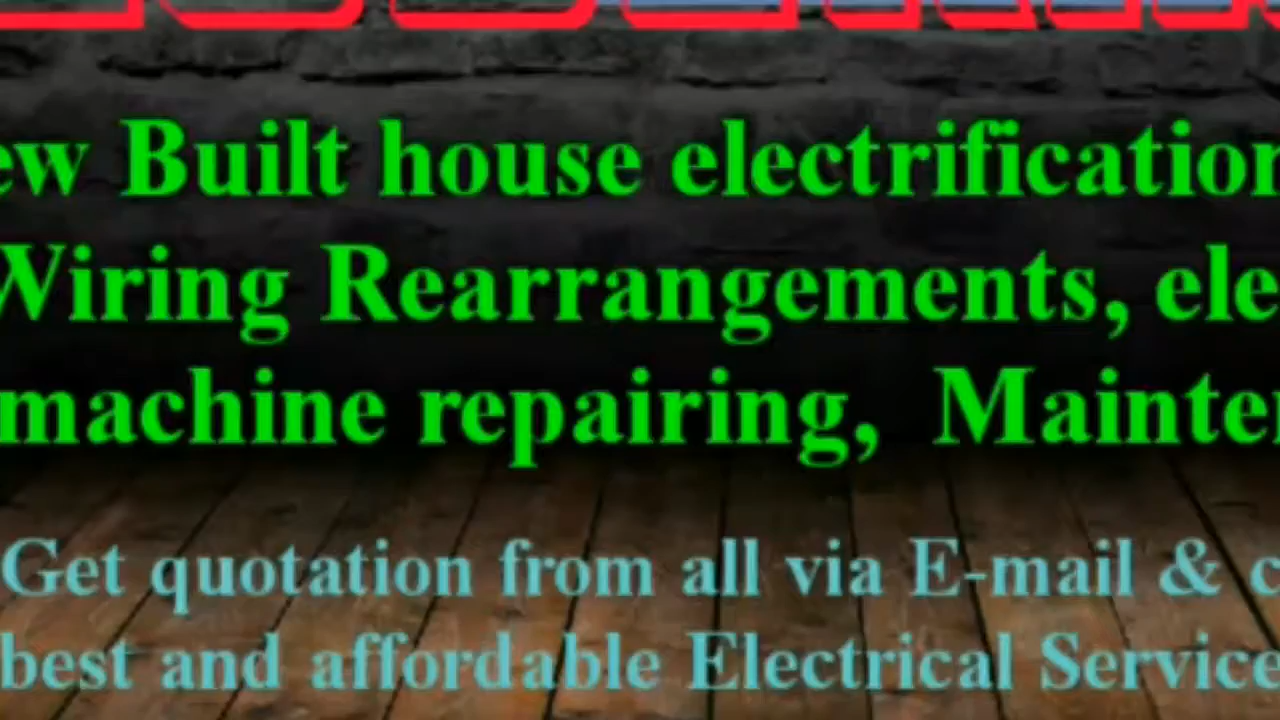 ew Built house electrification
Wiring Rearrangements, ele
machine repairing, Mainte
Get quotation from all via E-mail & c
best and affordable Electrical Service